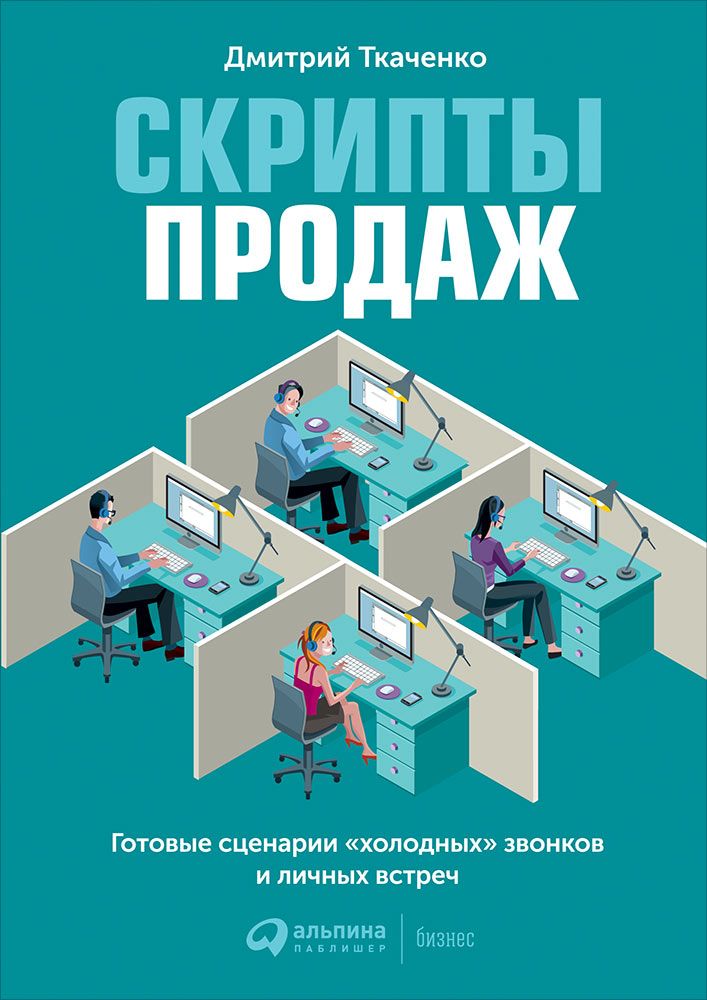 Дмитрий Ткаченко
СКРИПТЫ
ПРОДАЖ
Готовые сценарии «холодных» звонков
и личных встреч
альпина
ПАБЛИШЕР
бизнес